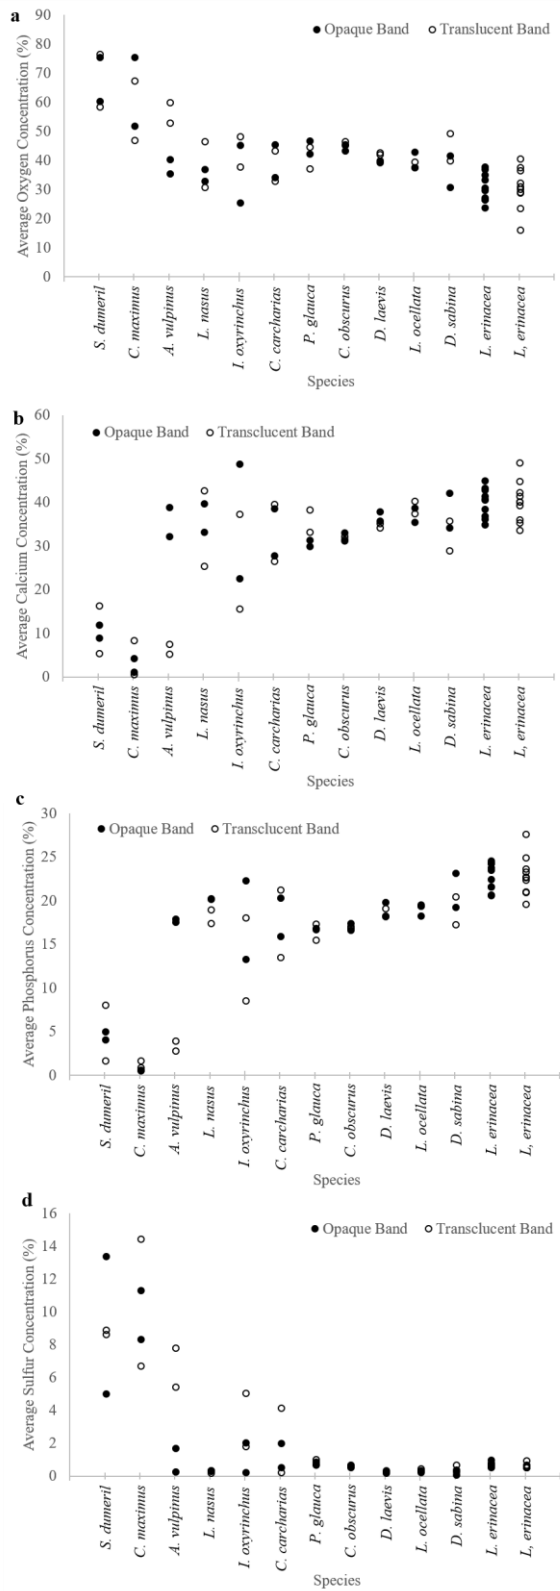 a
90
80
70
60
50
40
30
20
10
0
Average Oxygen Concentration (%)
Opaque Band Transclucent Band
S. dumeril
C. maximus
A. vulpinus
L. nasus
I. oxyrinchus
C. carcharias
P. glauca
C. obscurus
D. laevis
L. ocellata
D. sabina
L. erinacea
L, erinacea
Species
b
60
50
40
30
20
10
0
Average Calcium Concentration (%)
Opaque Band Transclucent Band
S. dumeril
C. maximus
A. vulpinus
L. nasus
I. oxyrinchus
C. carcharias
P. glauca
C. obscurus
D. laevis
L. ocellata
D. sabina
L. erinacea
L, erinacea
Species
c
30
25
20
15
10
5
0
Average Phosphorus Concentration (%)
Opaque Band Transclucent Band
S. dumeril
C. maximus
A. vulpinus
L. nasus
I. oxyrinchus
C. carcharias
P. glauca
C. obscurus
D. laevis
L. ocellata
D. sabina
L. erinacea
L, erinacea
Species
d
16
14
12
10
8
6
4
2
0
Average Sulfur Concentration (%)
Opaque Band Transclucent Band
S. dumeril
C. maximus
A. vulpinus
L. nasus
I. oxyrinchus
C. carcharias
P. glauca
C. obscurus
D. laevis
L. ocellata
D. sabina
L. erinacea
L, erinacea
Species